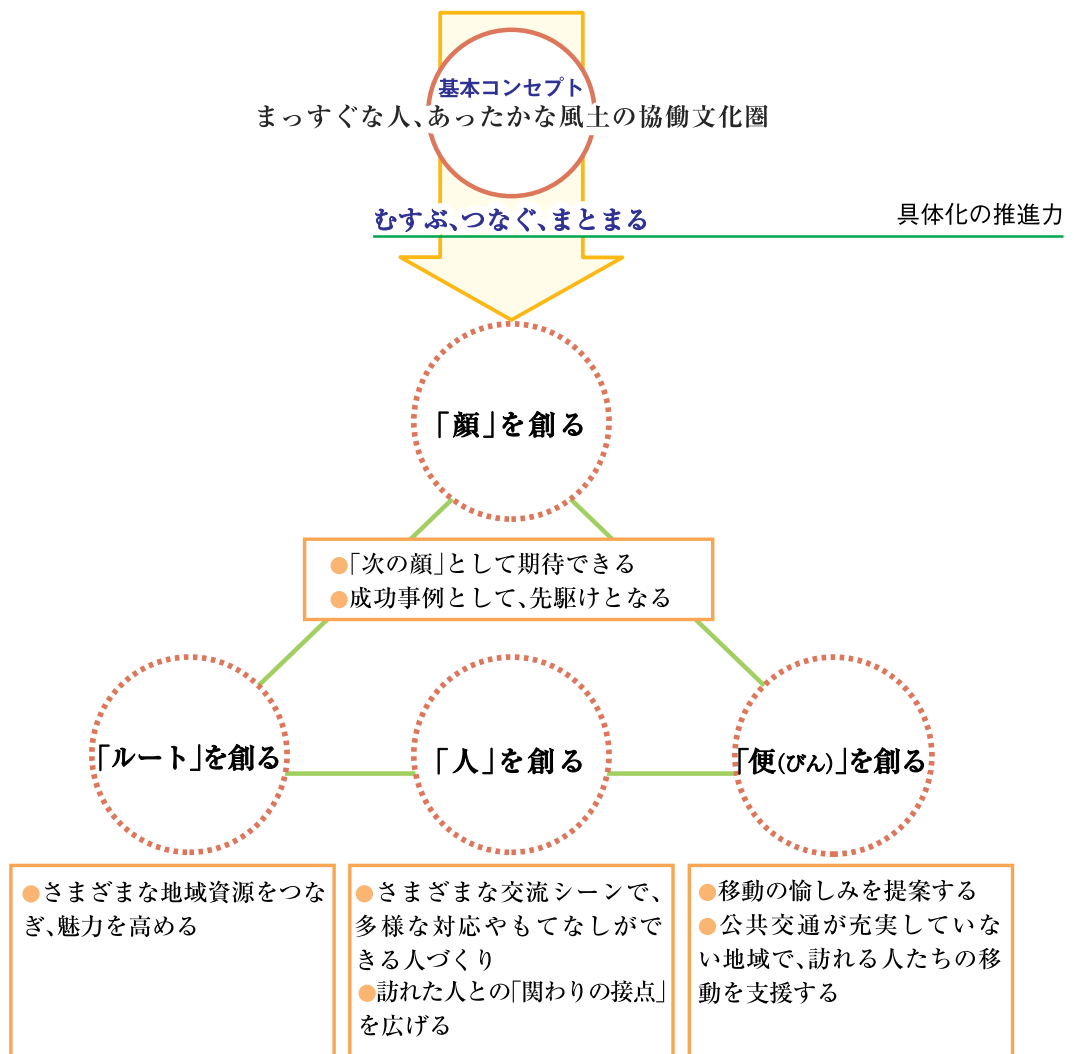 基本コンセプト
まっすぐな人、あったかな風土の協働文化圏
むすぶ、つなぐ、まとまる
具体化の推進力
「顔」を創る
●「次の顔」として期待できる
●成功事例として、先駆けとなる
「ルート」を創る
「人」を創る
「便(びん)」を創る
●さまざまな地域資源をつな
ぎ、魅力を高める
●さまざまな交流シーンで、
多様な対応やもてなしがで
きる人づくり
●訪れた人との「関わりの接点」
を広げる
●移動の愉しみを提案する
●公共交通が充実していな
い地域で、訪れる人たちの移
動を支援する